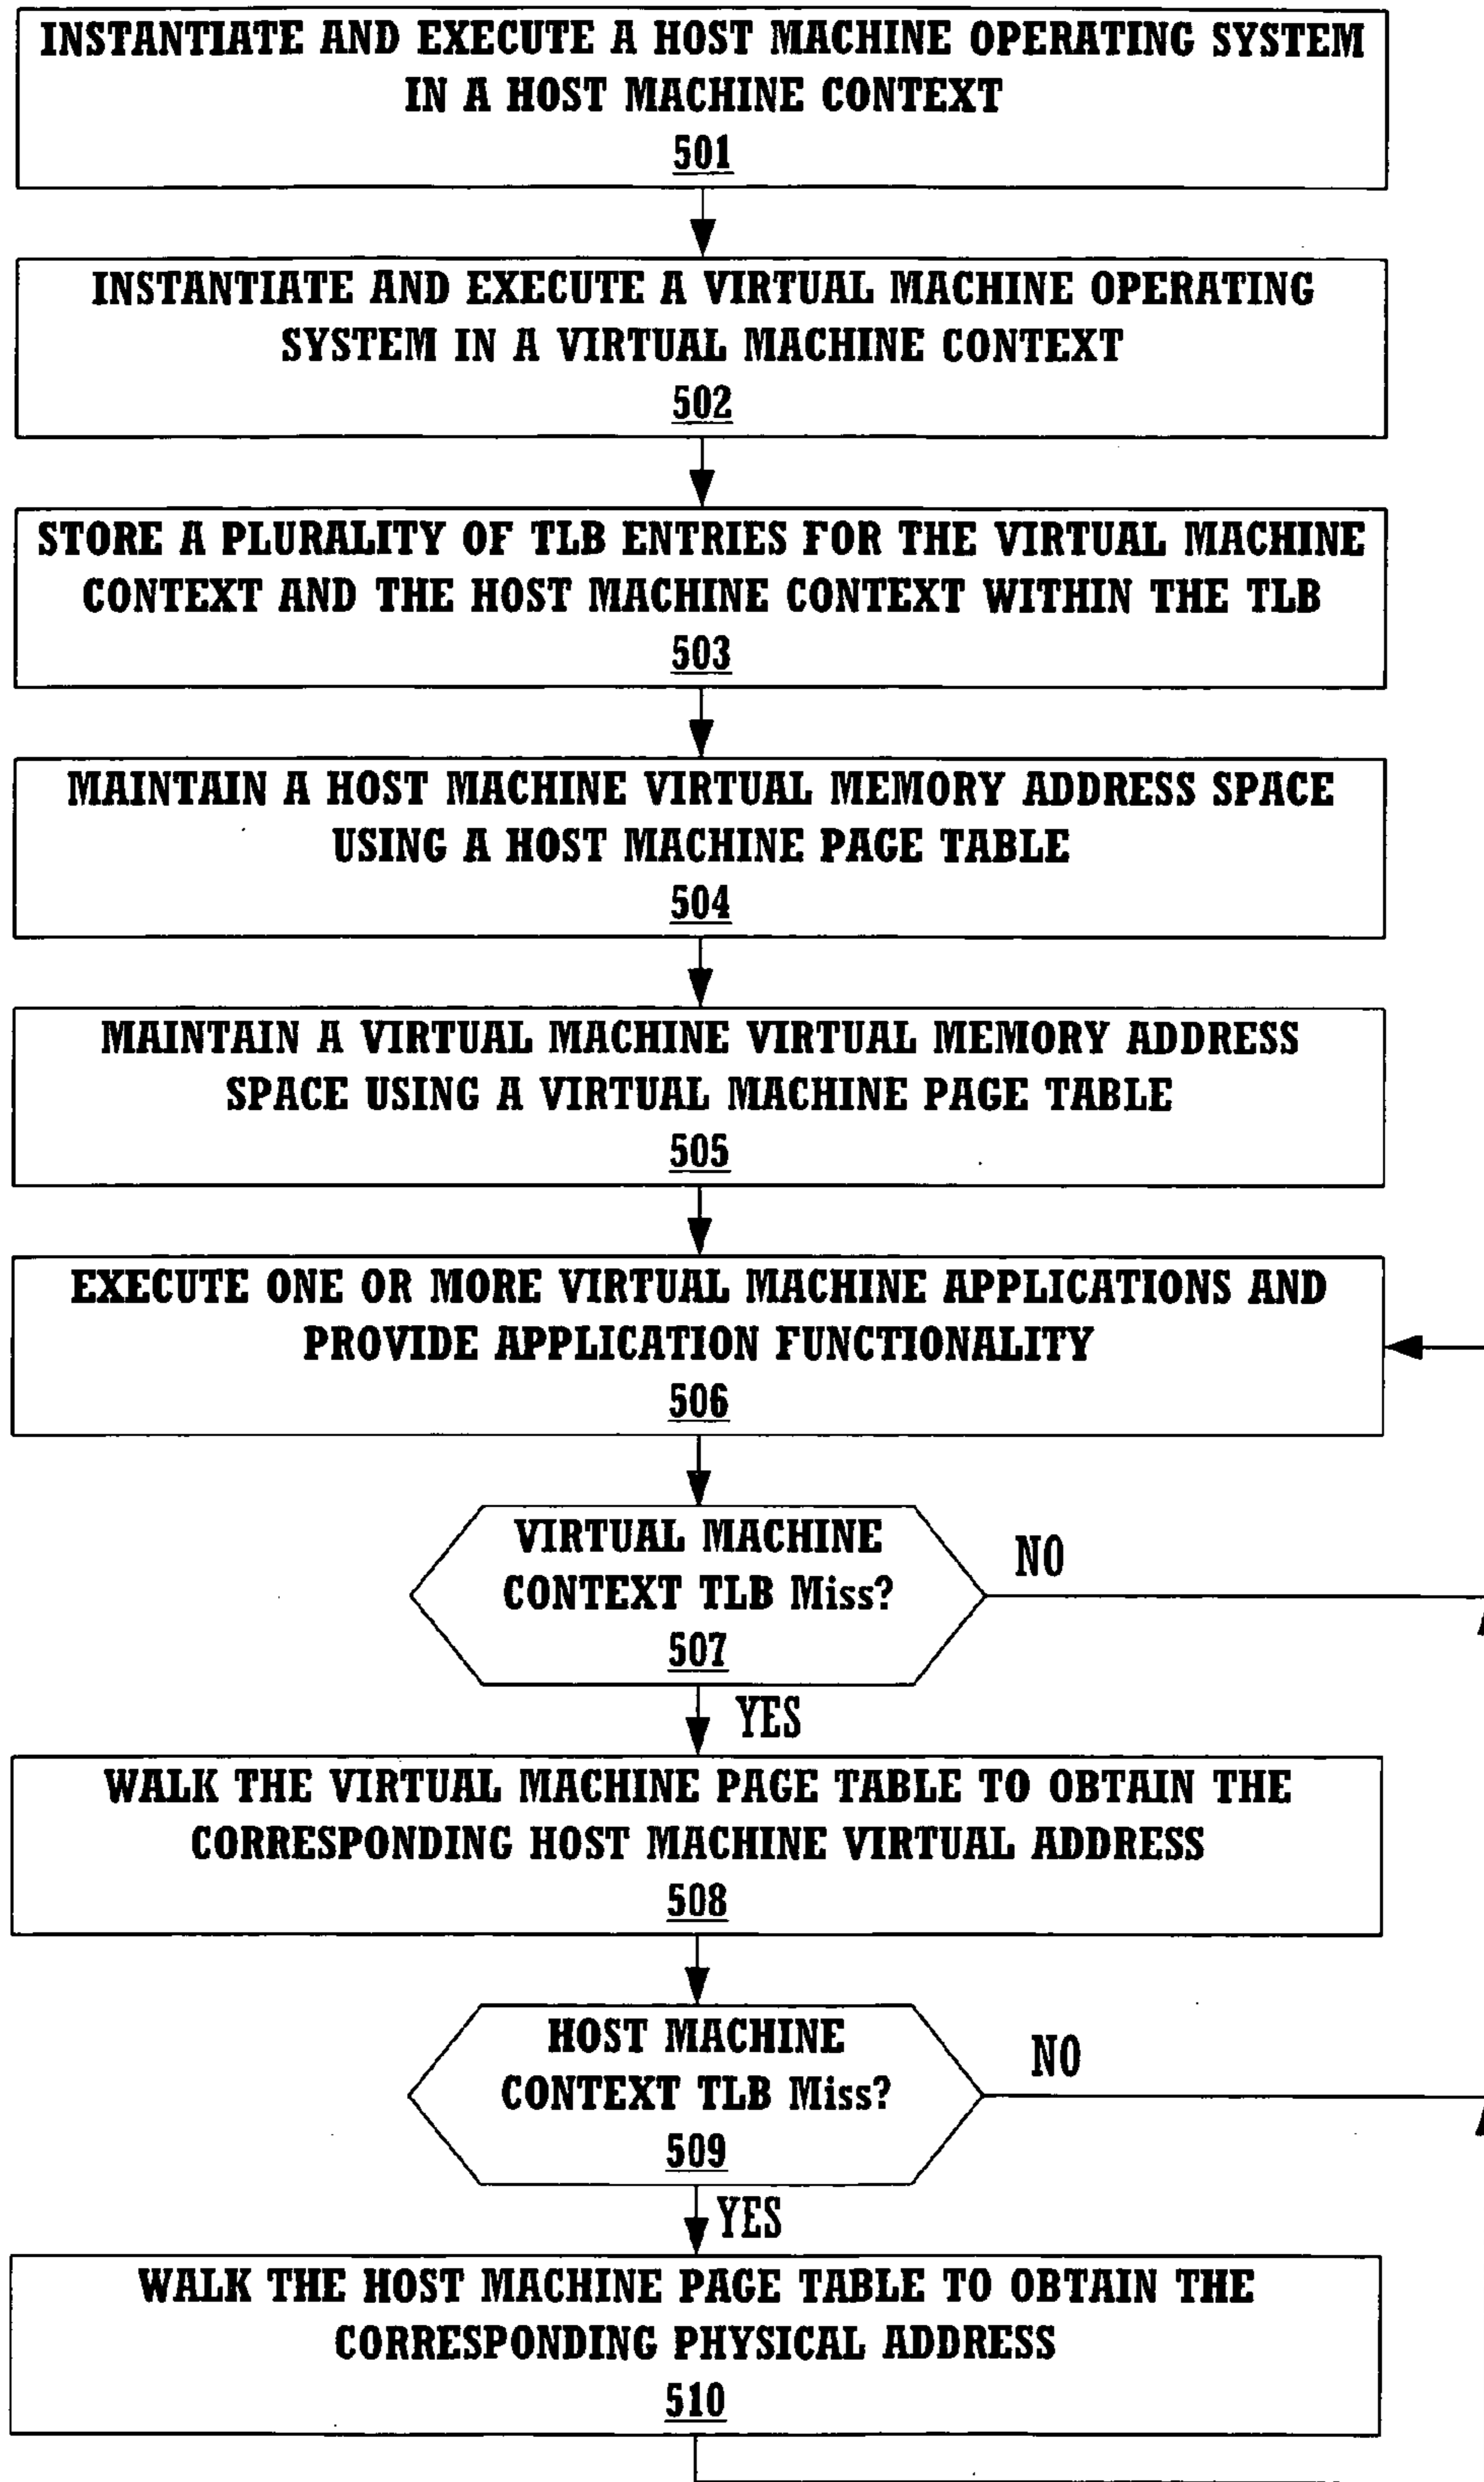 INSTANTIATE AND EXECUTE A HOST MACHINE OPERATING SYSTEM
IN A HOST MACHINE CONTEXT
501
INSTANTIATE AND EXECUTE A VIRTUAL MACHINE OPERATING
SYSTEM IN A VIRTUAL MACHINE CONTEXT
502
STORE A PLURALITY OF TLB ENTRIES FOR THE VIRTUAL MACHINE
CONTEXT AND THE HOST MACHINE CONTEXT WITHIN THE TLB
503
MAINTAIN A HOST MACHINE VIRTUAL MEMORY ADDRESS SPACE
USING A HOST MACHINE PAGE TABLE
504
MAINTAIN A VIRTUAL MACHINE VIRTUAL MEMORY ADDRESS
SPACE USING A VIRTUAL MACHINE PAGE TABLE
505
EXECUTE ONE OR MORE VIRTUAL MACHINE APPLICATIONS AND
PROVIDE APPLICATION FUNCTIONALITY
506
VIRTUAL MACHINE
CONTEXT TLB Miss?
507
NO
YES
WALK THE VIRTUAL MACHINE PAGE TABLE TO OBTAIN THE
CORRESPONDING HOST MACHINE VIRTUAL ADDRESS
508
HOST MACHINE
CONTEXT TLB Miss?
509
NO
YES
WALK THE HOST MACHINE PAGE TABLE TO OBTAIN THE
CORRESPONDING PHYSICAL ADDRESS
510